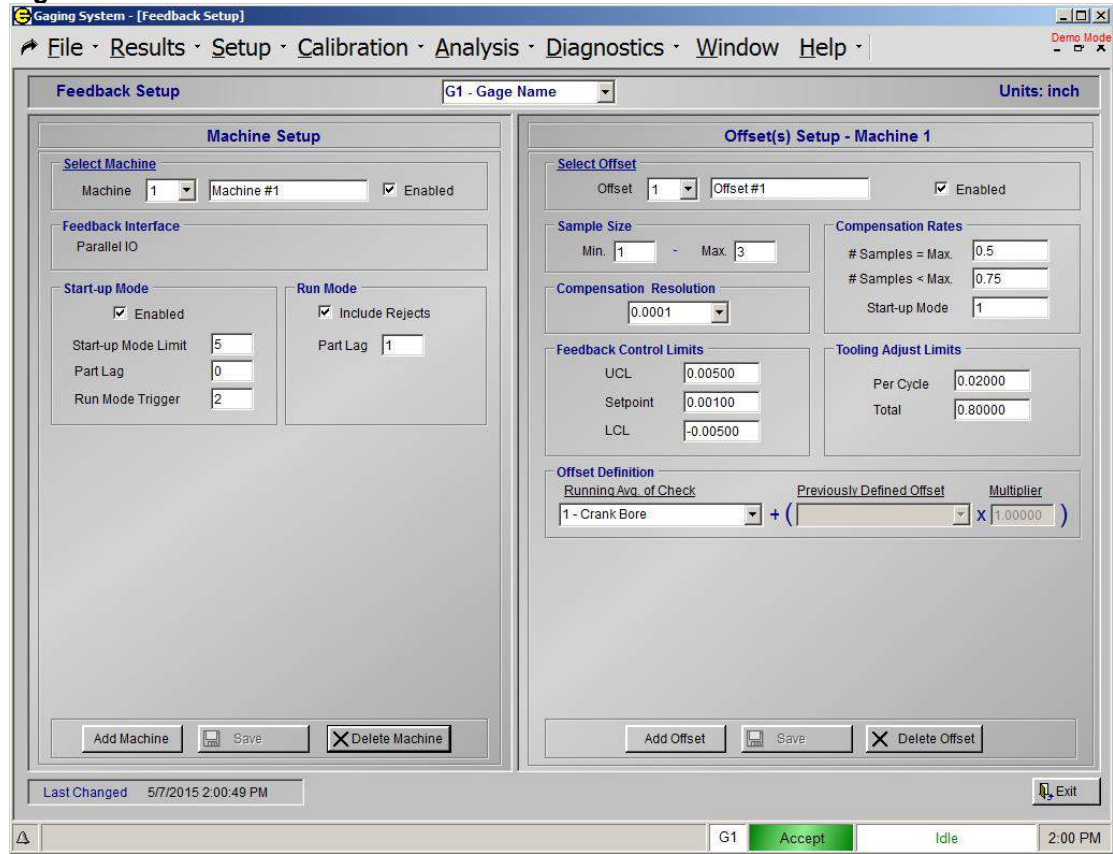 Gaging System - [Feedback Setup]
File Results Setup Calibration Analysis Diagnostics Window Help
Demo Mode
Feedback Setup G1 - Gage Name Units: inch
Machine Setup
Select Machine
Machine 1 Machine #1 Enabled
Feedback Interface
Parallel IO
Start-up Mode
Enabled
Start-up Mode Limit 5
Part Lag 0
Run Mode Trigger 2
Run Mode
Include Rejects
Part Lag 1
Add Machine Save Delete Machine
Offset(s) Setup - Machine 1
Select Offset
Offset 1 Offset #1 Enabled
Sample Size
Min. 1 - Max. 3
Compensation Rates
# Samples = Max. 0.5
# Samples < Max. 0.75
Start-up Mode 1
Compensation Resolution
0.0001
Feedback Control Limits
UCL 0.00500
Setpoint 0.00100
LCL -0.00500
Tooling Adjust Limits
Per Cycle 0.02000
Total 0.80000
Offset Definition
Running Avg. of Check Previously Defined Offset Multiplier
1 - Crank Bore + ( X 1.00000 )
Add Offset Save Delete Offset
Last Changed 5/7/2015 2:00:49 PM Exit
G1 Accept Idle 2:00 PM